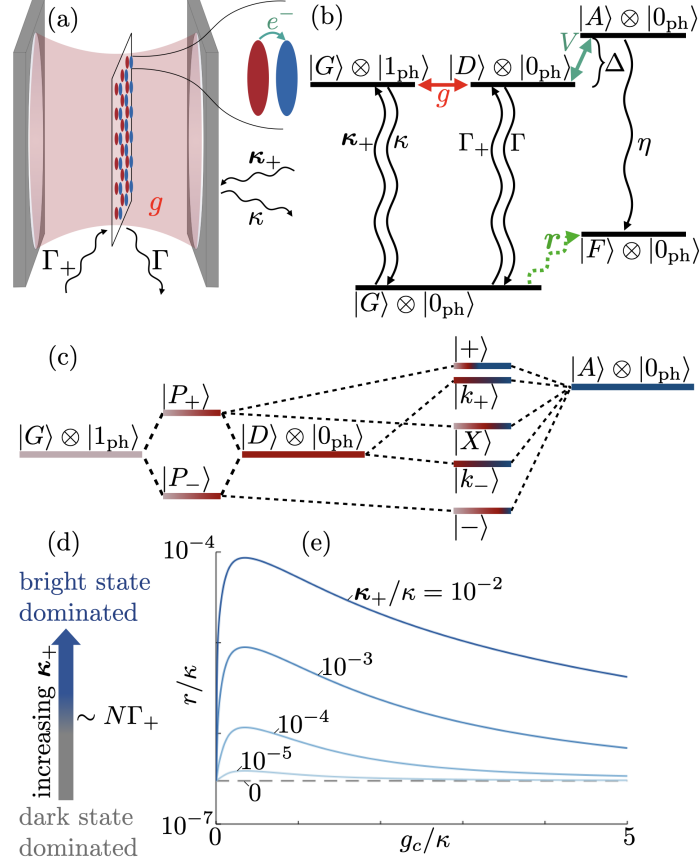 (a)
e⁻
κ₊
κ
g
Γ₊
Γ
(b)
|A⟩ ⊗ |0ₚₕ⟩
V
Δ
|G⟩ ⊗ |1ₚₕ⟩
|D⟩ ⊗ |0ₚₕ⟩
g
κ₊
κ
Γ₊
Γ
η
r
|F⟩ ⊗ |0ₚₕ⟩
|G⟩ ⊗ |0ₚₕ⟩
(c)
|+⟩
|P₊⟩
|k₊⟩
|A⟩ ⊗ |0ₚₕ⟩
|G⟩ ⊗ |1ₚₕ⟩
|D⟩ ⊗ |0ₚₕ⟩
|X⟩
|P₋⟩
|k₋⟩
|−⟩
(d)
bright state
dominated
increasing κ₊
∼ NΓ₊
dark state
dominated
(e)
10⁻⁴
κ₊/κ = 10⁻²
10⁻³
r/κ
10⁻⁴
10⁻⁵
0
10⁻⁷
0
g_c/κ
5